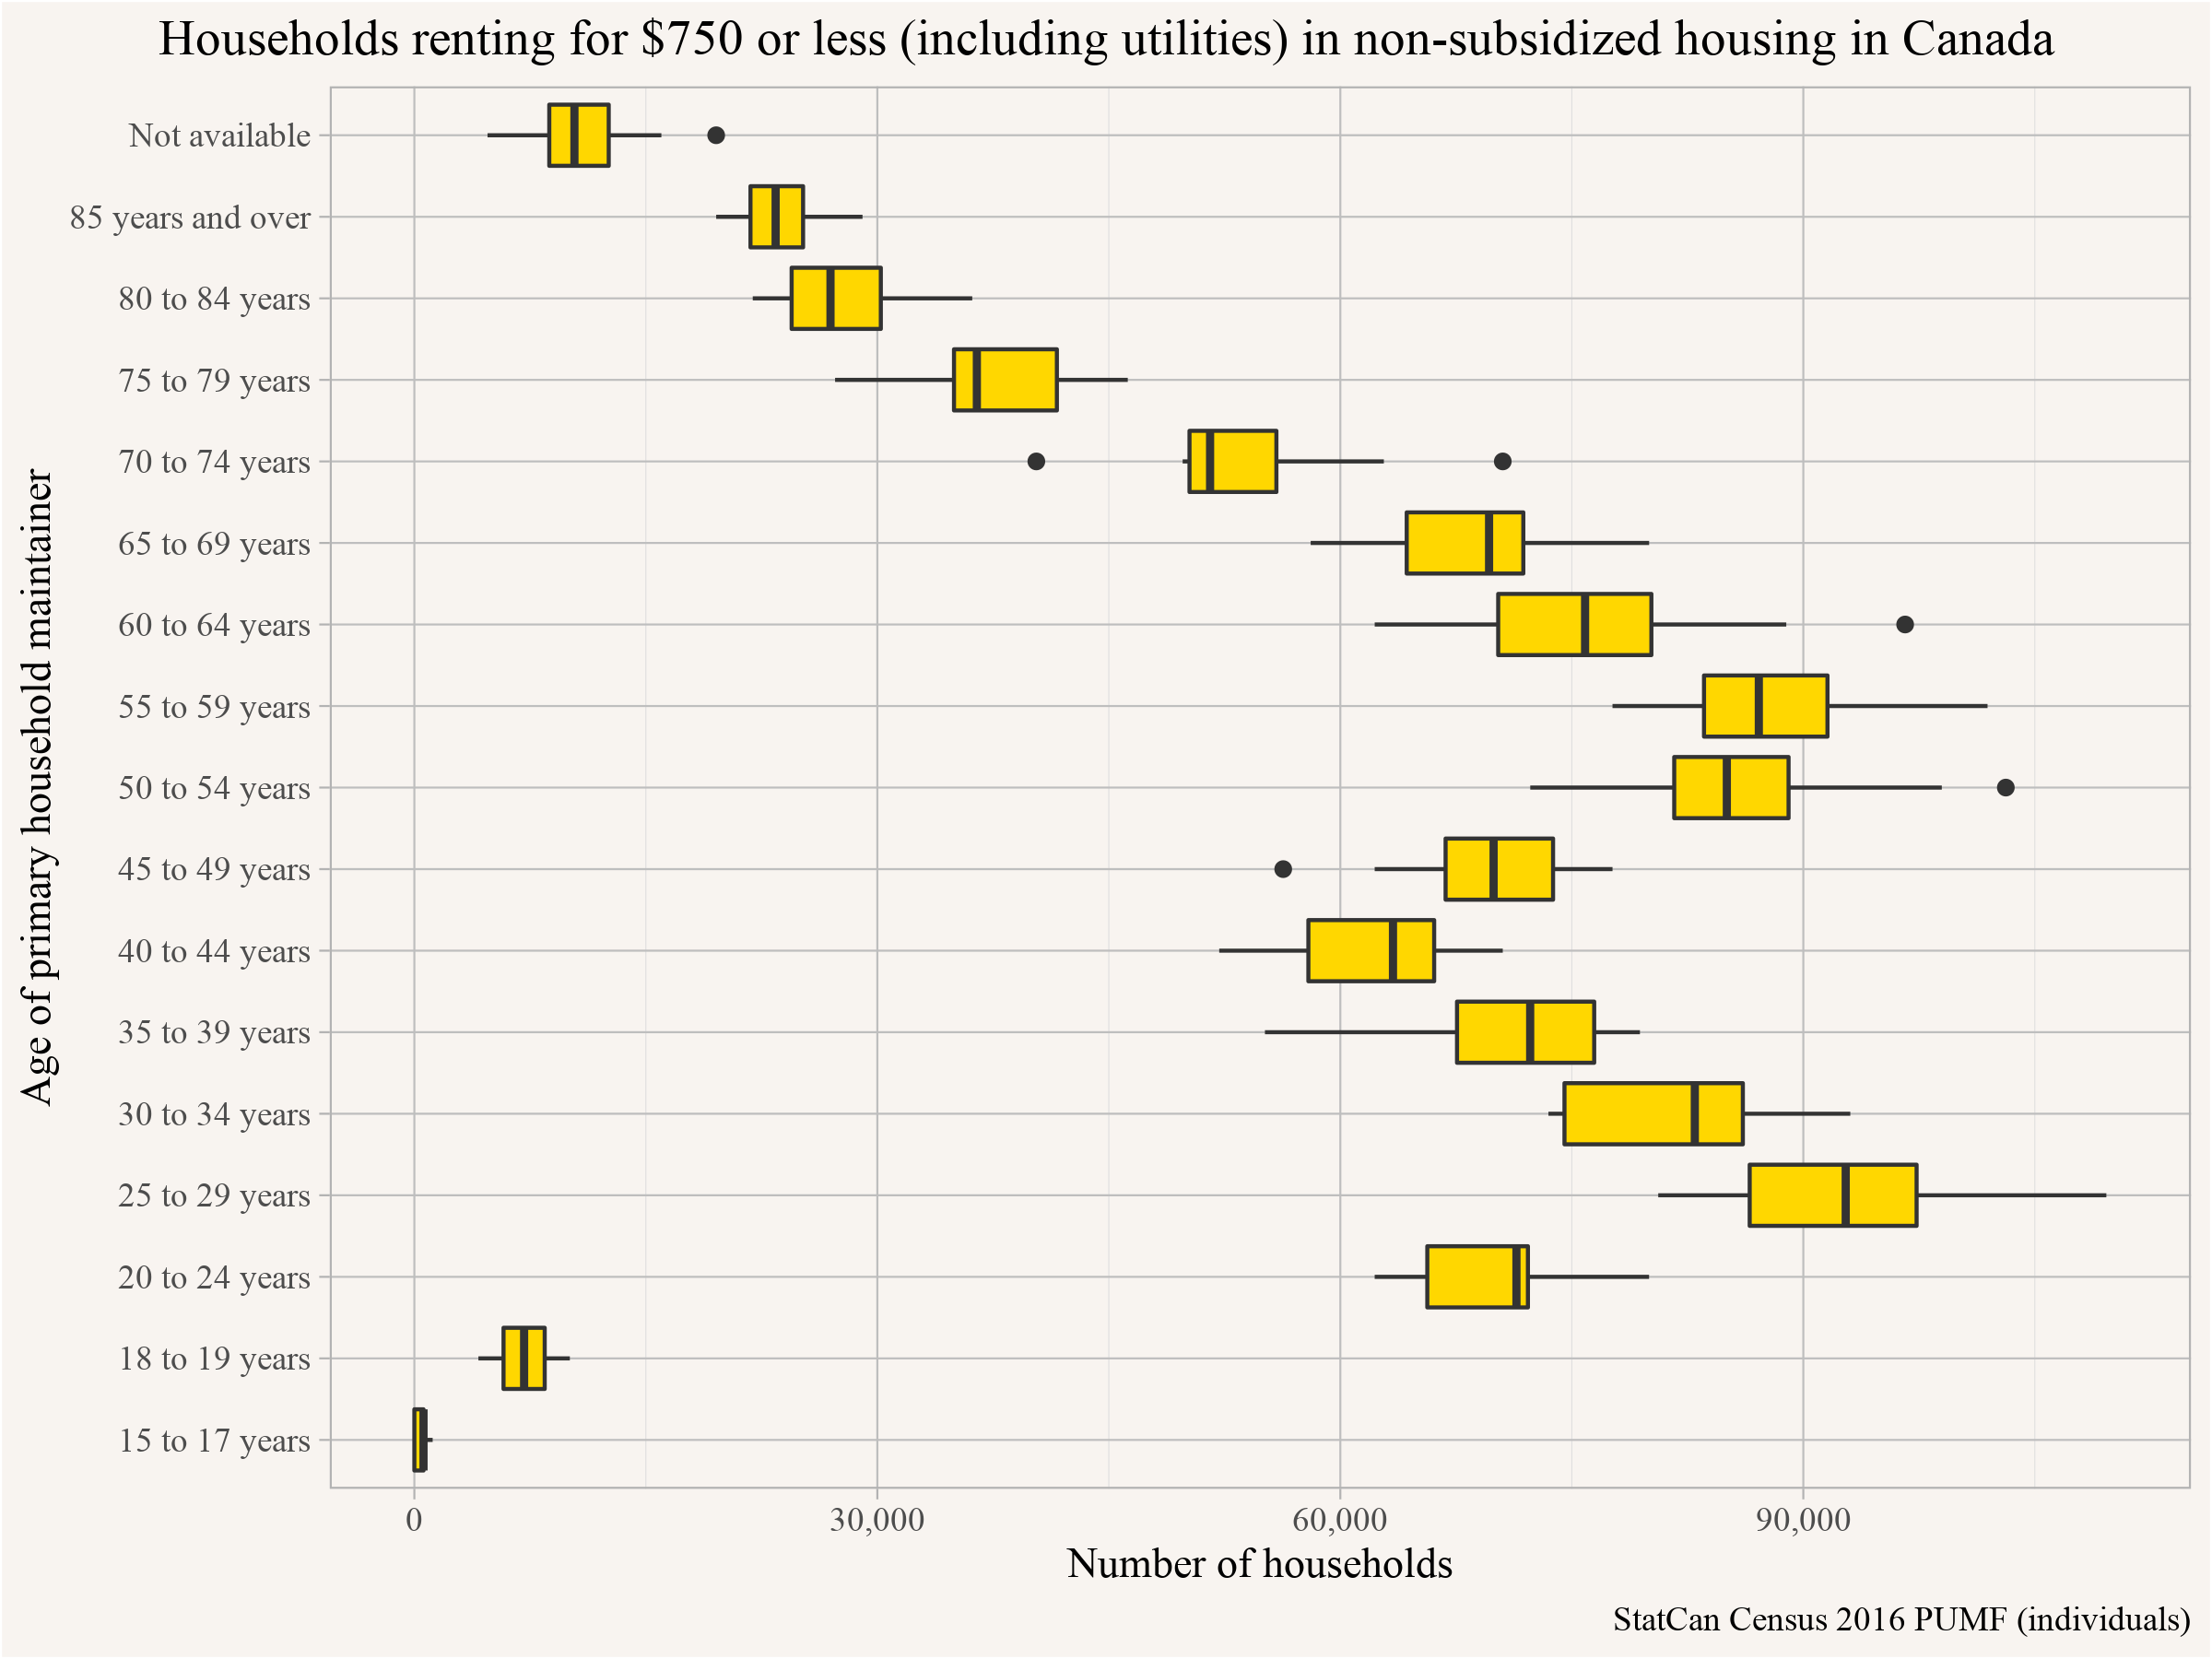 Households renting for $750 or less (including utilities) in non-subsidized housing in Canada
Age of primary household maintainer
Not available
85 years and over
80 to 84 years
75 to 79 years
70 to 74 years
65 to 69 years
60 to 64 years
55 to 59 years
50 to 54 years
45 to 49 years
40 to 44 years
35 to 39 years
30 to 34 years
25 to 29 years
20 to 24 years
18 to 19 years
15 to 17 years
0 30,000 60,000 90,000
Number of households
StatCan Census 2016 PUMF (individuals)